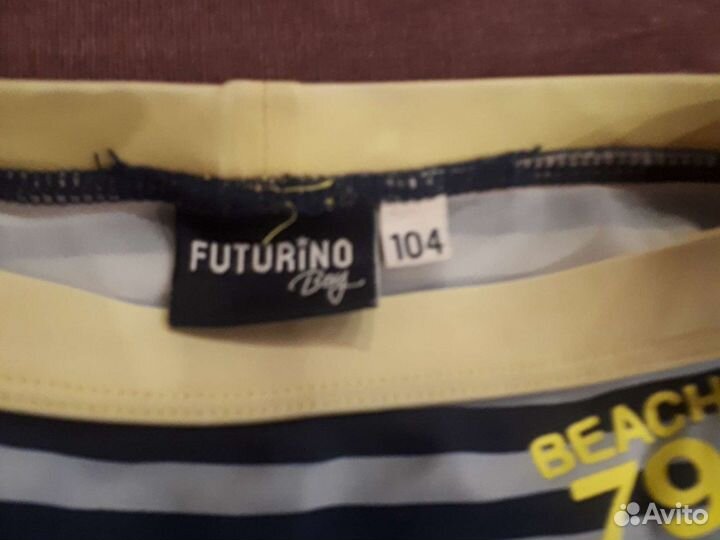 FUTURiNO
Boy
104
BEACH
79
Avito